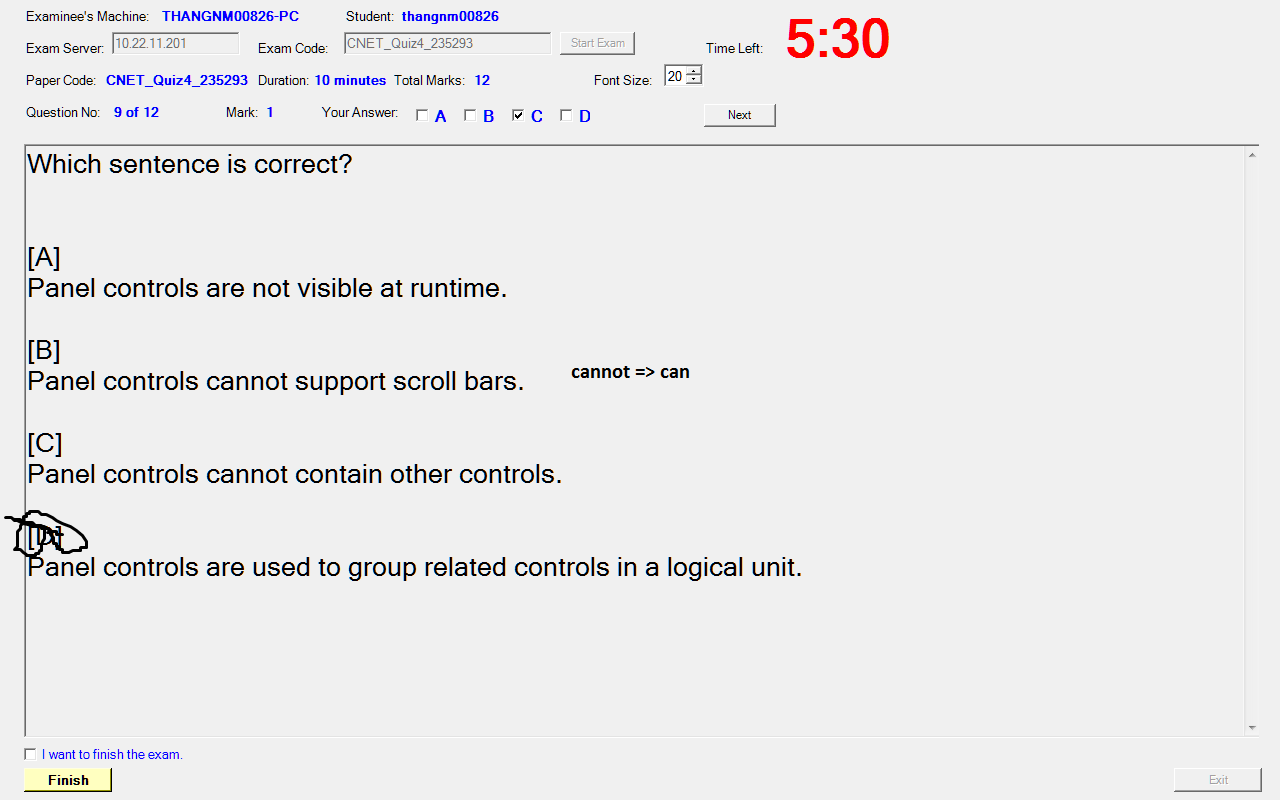 Examinee's Machine: THANGNM00826-PC Student: thangnm00826
Exam Server: 10.22.11.201 Exam Code: CNET_Quiz4_235293 Start Exam Time Left: 5:30
Paper Code: CNET_Quiz4_235293 Duration: 10 minutes Total Marks: 12 Font Size: 20
Question No: 9 of 12 Mark: 1 Your Answer: A B C D Next
Which sentence is correct?
[A]
Panel controls are not visible at runtime.
[B]
Panel controls cannot support scroll bars. cannot => can
[C]
Panel controls cannot contain other controls.
[D]
Panel controls are used to group related controls in a logical unit.
I want to finish the exam.
Finish Exit